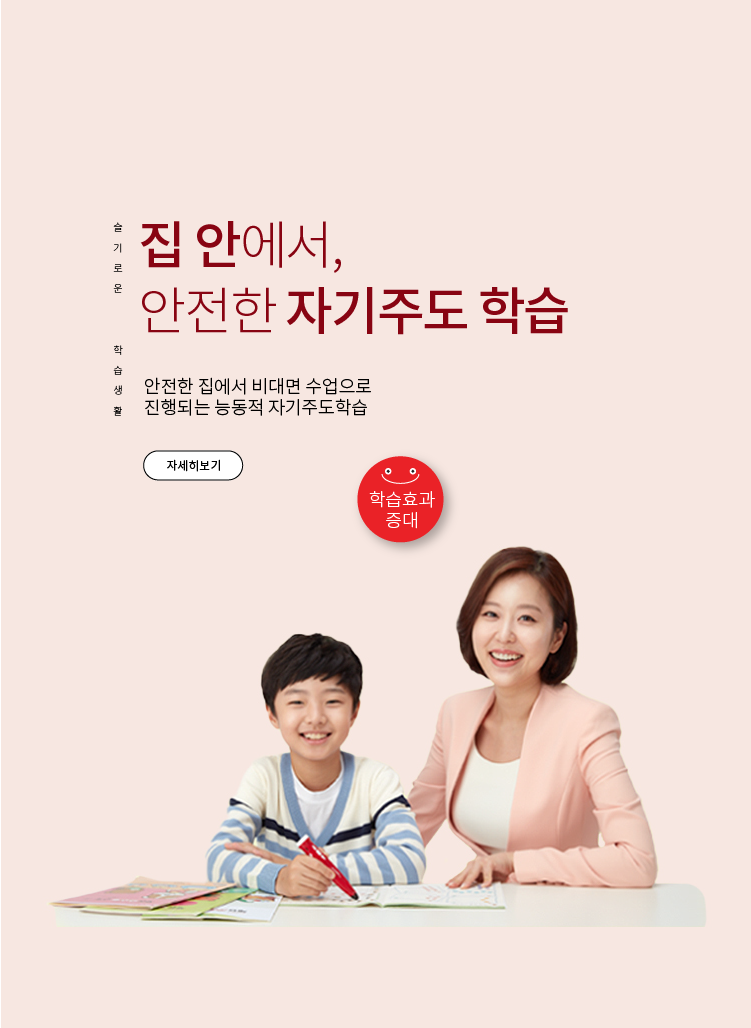 슬기로운 학습생활
집 안에서,
안전한 자기주도 학습
안전한 집에서 비대면 수업으로
진행되는 능동적 자기주도학습
자세히보기
학습효과
증대